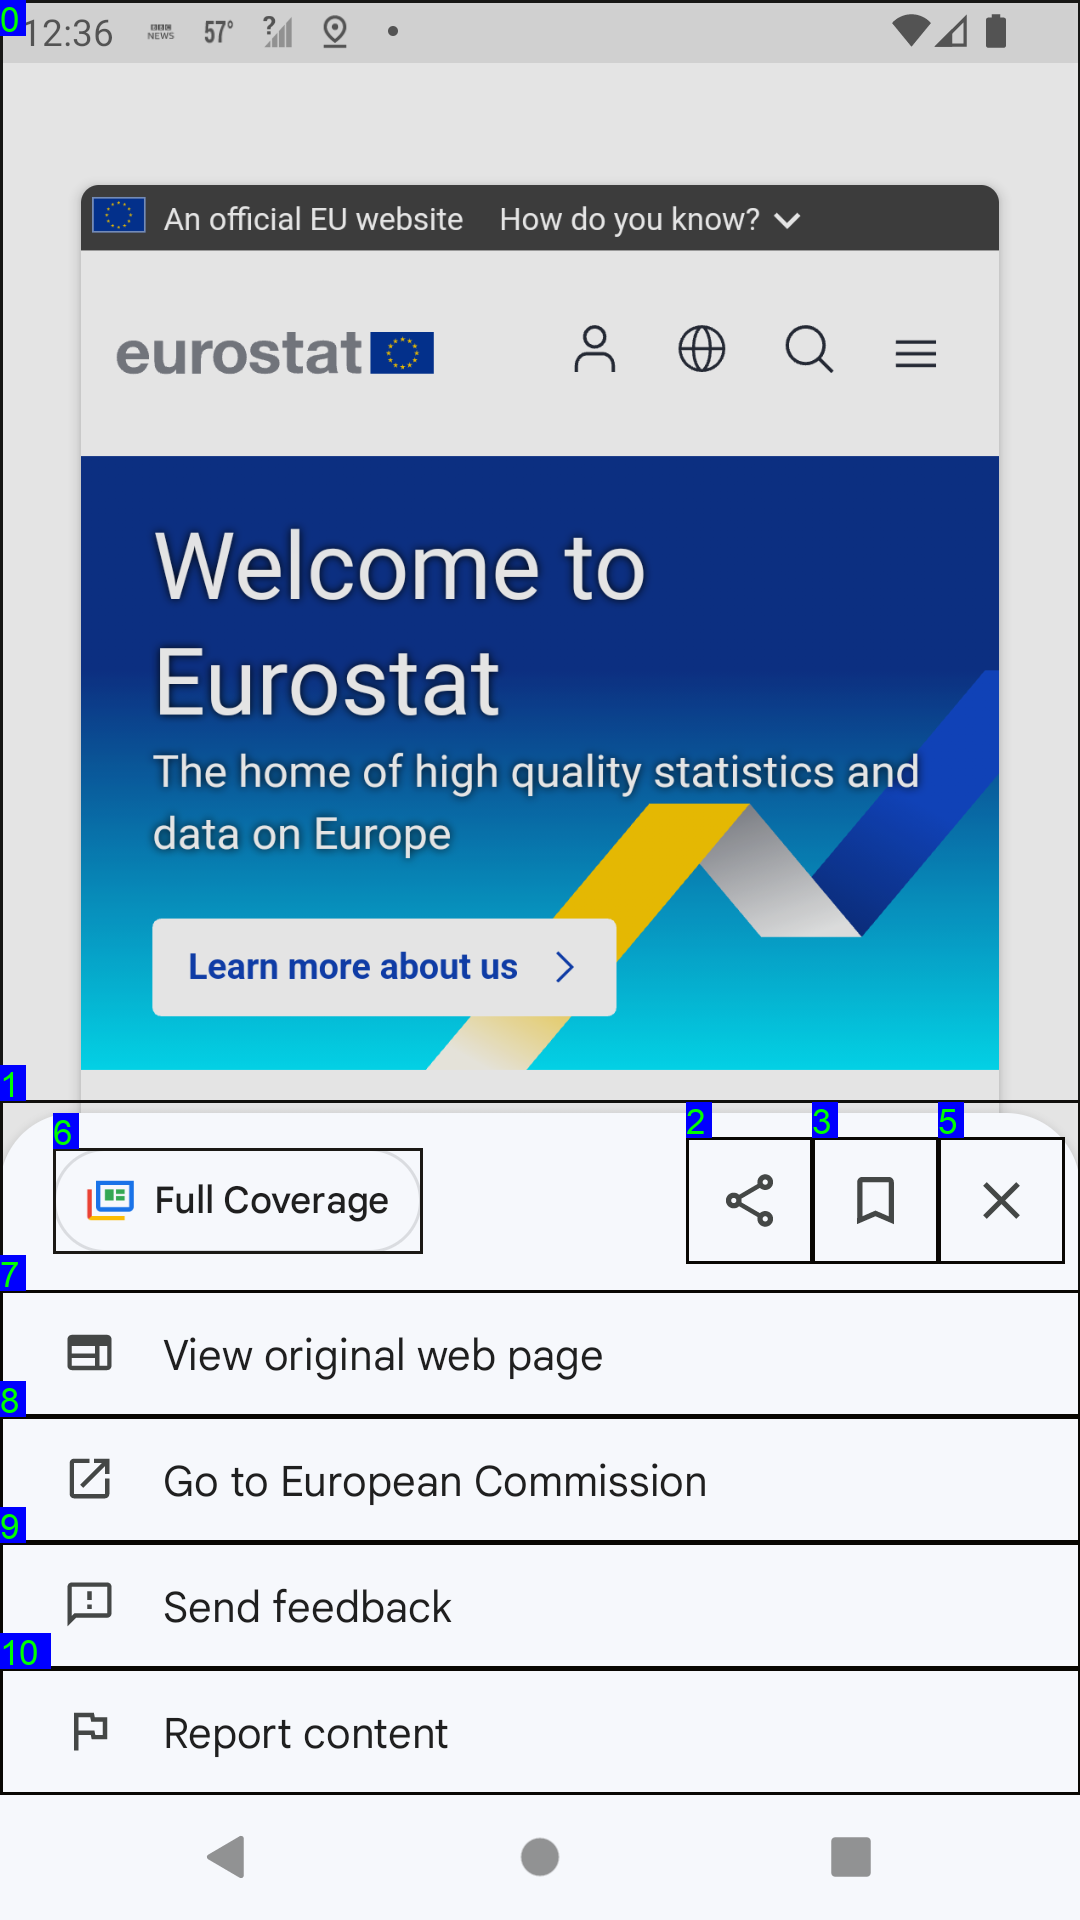 0
12:36
BBC
NEWS
57°
?
An official EU website
How do you know?
eurostat
Welcome to
Eurostat
The home of high quality statistics and
data on Europe
Learn more about us
1
6
2
3
5
Full Coverage
7
View original web page
8
Go to European Commission
9
Send feedback
10
Report content